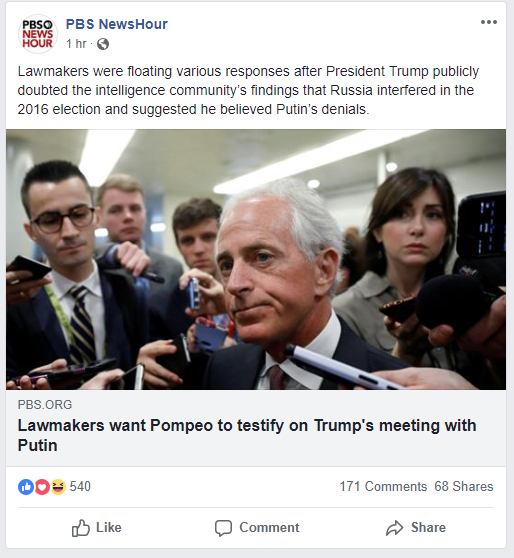 PBS
NEWS
HOUR
PBS NewsHour
1 hr ·
Lawmakers were floating various responses after President Trump publicly
doubted the intelligence community's findings that Russia interfered in the
2016 election and suggested he believed Putin's denials.
PBS.ORG
Lawmakers want Pompeo to testify on Trump's meeting with
Putin
540
171 Comments 68 Shares
Like Comment Share